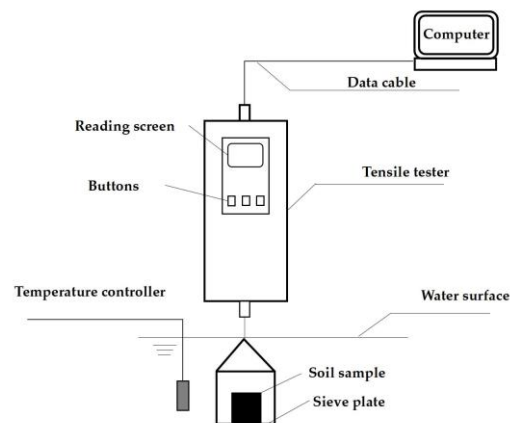 Computer
Data cable
Reading screen
Tensile tester
Buttons
Temperature controller
Water surface
Soil sample
Sieve plate